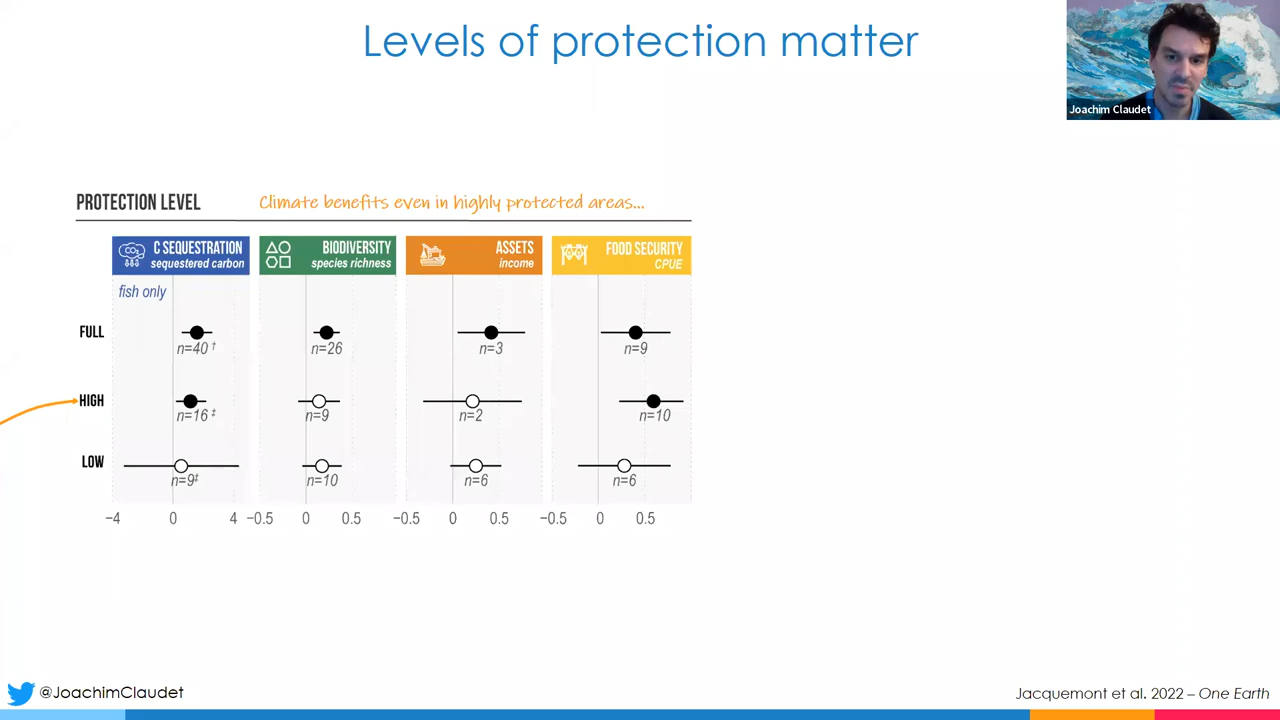 Levels of protection matter
Joachim Claudet
PROTECTION LEVEL
Climate benefits even in highly protected areas...
C SEQUESTRATION
sequestered carbon
BIODIVERSITY
species richness
ASSETS
income
FOOD SECURITY
CPUE
CO2
fish only
FULL
n=40 †
n=26
n=3
n=9
HIGH
n=16 ‡
n=9
n=2
n=10
LOW
n=9‡
n=10
n=6
n=6
−4 0 4 −0.5 0 0.5 −0.5 0 0.5 −0.5 0 0.5
@JoachimClaudet
Jacquemont et al. 2022 – One Earth